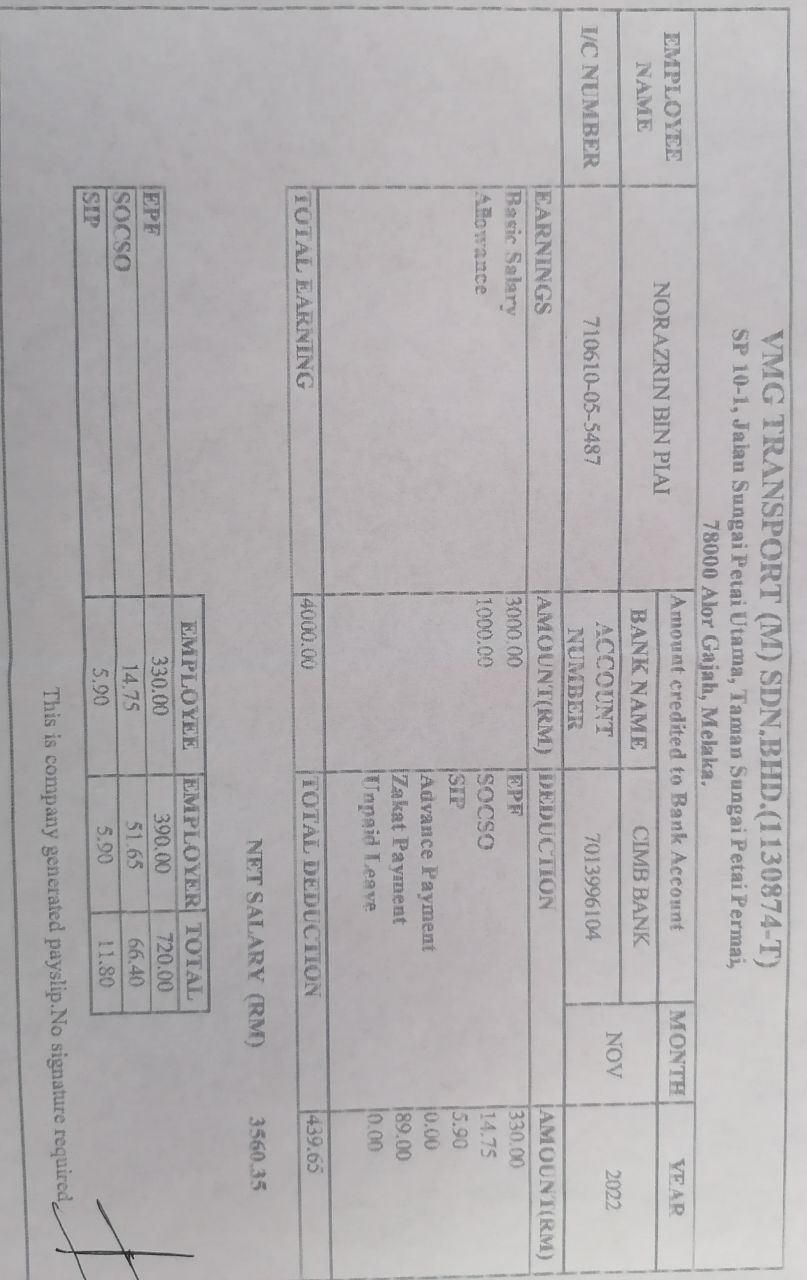 VMG TRANSPORT (M) SDN.BHD.(1130874-T)
SP 10-1, Jalan Sungai Petai Utama, Taman Sungai Petai Permai,
78000 Alor Gajah, Melaka.
EMPLOYEE NAME NORAZRIN BIN PIAI Amount credited to Bank Account MONTH YEAR
BANK NAME CIMB BANK NOV 2022
I/C NUMBER 710610-05-5487 ACCOUNT NUMBER 7013996104
EARNINGS AMOUNT(RM) DEDUCTION AMOUNT(RM)
Basic Salary 3000.00 EPF 330.00
Allowance 1000.00 SOCSO 14.75
SIP 5.90
Advance Payment 0.00
Zakat Payment 89.00
Unpaid Leave 0.00
TOTAL EARNING 4000.00 TOTAL DEDUCTION 439.65
NET SALARY (RM) 3560.35
EMPLOYEE EMPLOYER TOTAL
EPF 330.00 390.00 720.00
SOCSO 14.75 51.65 66.40
SIP 5.90 5.90 11.80
This is company generated payslip.No signature required